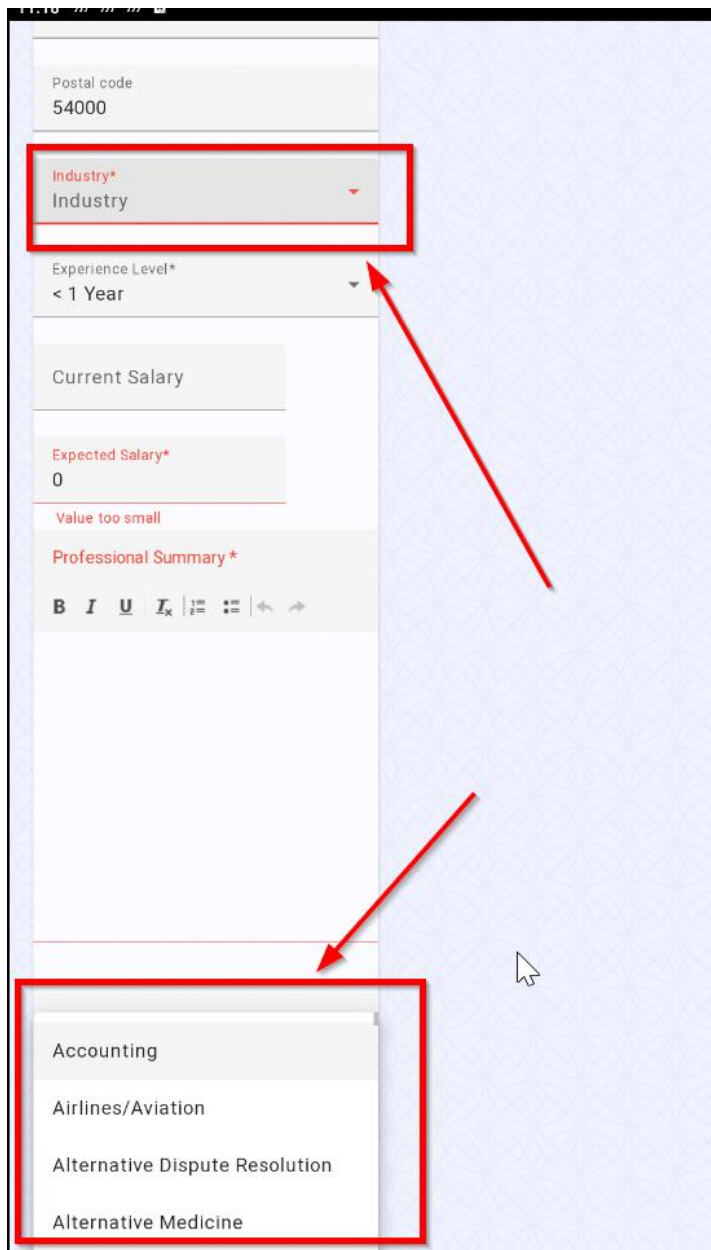 Postal code
54000
Industry*
Industry
Experience Level*
< 1 Year
Current Salary
Expected Salary*
0
Value too small
Professional Summary *
B I U Tx
Accounting
Airlines/Aviation
Alternative Dispute Resolution
Alternative Medicine